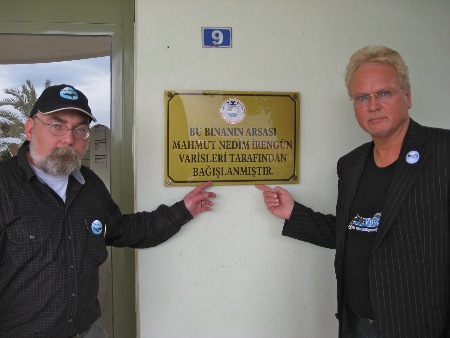 9
BU BİNANIN ARSASI
MAHMUT NEDİM İRENGÜN
VARİSLERİ TARAFINDAN
BAĞIŞLANMIŞTIR.